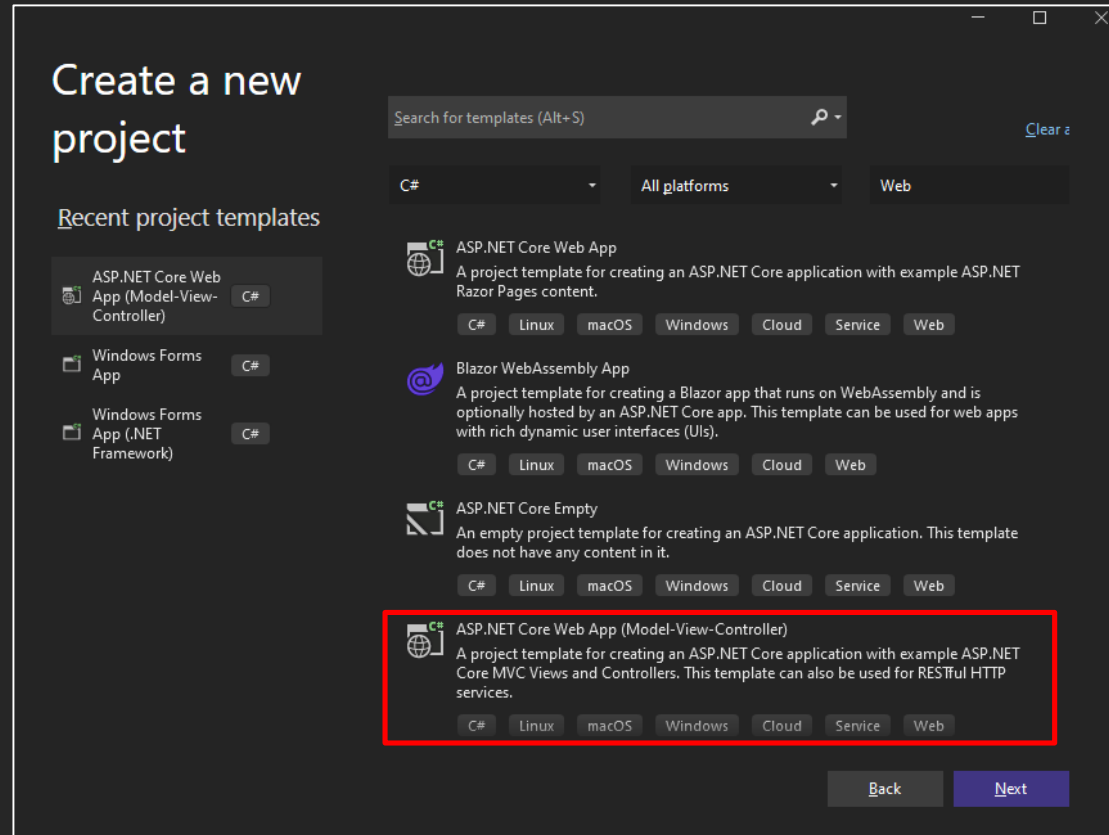 Create a new
project
Search for templates (Alt+S)
Clear a
C#
All platforms
Web
Recent project templates
ASP.NET Core Web
App (Model-View-
Controller)
C#
Windows Forms
App
C#
Windows Forms
App (.NET
Framework)
C#
C#
ASP.NET Core Web App
A project template for creating an ASP.NET Core application with example ASP.NET
Razor Pages content.
C# Linux macOS Windows Cloud Service Web
@
Blazor WebAssembly App
A project template for creating a Blazor app that runs on WebAssembly and is
optionally hosted by an ASP.NET Core app. This template can be used for web apps
with rich dynamic user interfaces (UIs).
C# Linux macOS Windows Cloud Web
C#
ASP.NET Core Empty
An empty project template for creating an ASP.NET Core application. This template
does not have any content in it.
C# Linux macOS Windows Cloud Service Web
C#
ASP.NET Core Web App (Model-View-Controller)
A project template for creating an ASP.NET Core application with example ASP.NET
Core MVC Views and Controllers. This template can also be used for RESTful HTTP
services.
C# Linux macOS Windows Cloud Service Web
Back
Next